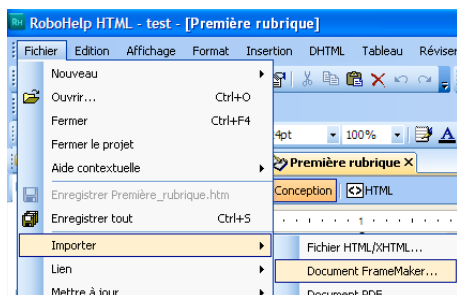 RoboHelp HTML - test - [Première rubrique]
Fichier Edition Affichage Format Insertion DHTML Tableau Réviser
Nouveau
Ouvrir... Ctrl+O
Fermer Ctrl+F4
4pt 100% A
Fermer le projet
Aide contextuelle
Première rubrique X
Enregistrer Première_rubrique.htm
Conception HTML
Enregistrer tout Ctrl+S
1
Importer
Fichier HTML/XHTML...
Lien
Document FrameMaker...
Mettre à jour
Document PDF